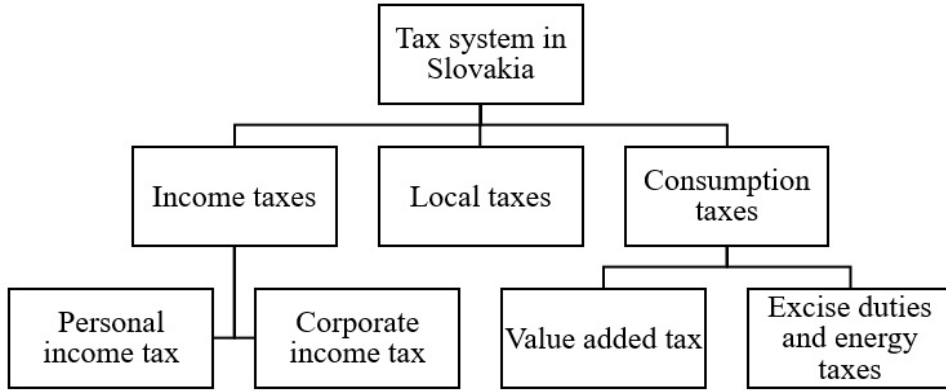 Tax system in
Slovakia
Income taxes
Local taxes
Consumption
taxes
Personal
income tax
Corporate
income tax
Value added tax
Excise duties
and energy
taxes